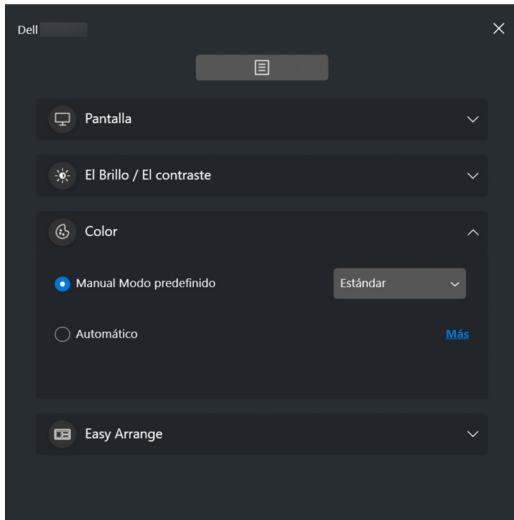 Dell
Pantalla
El Brillo / El contraste
Color
Manual Modo predefinido
Estándar
Automático
Más
Easy Arrange